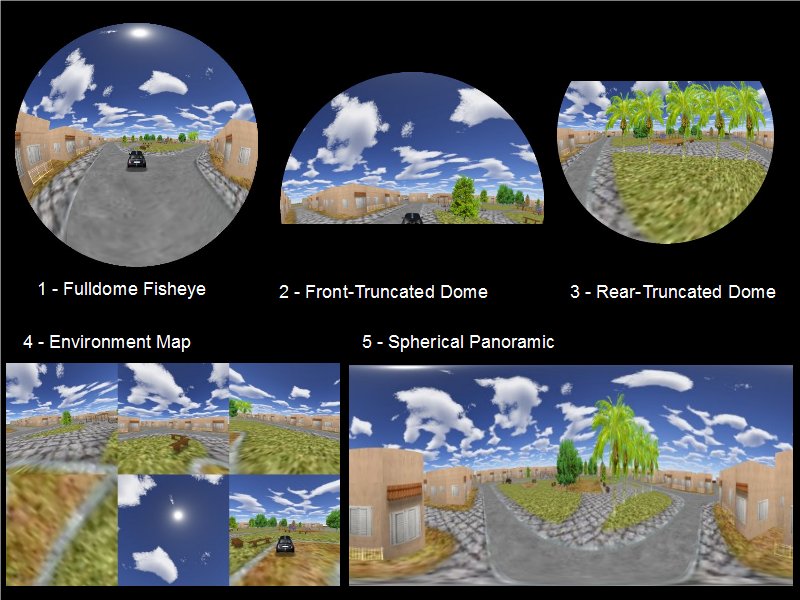 1 - Fulldome Fisheye
2 - Front-Truncated Dome
3 - Rear-Truncated Dome
4 - Environment Map
5 - Spherical Panoramic